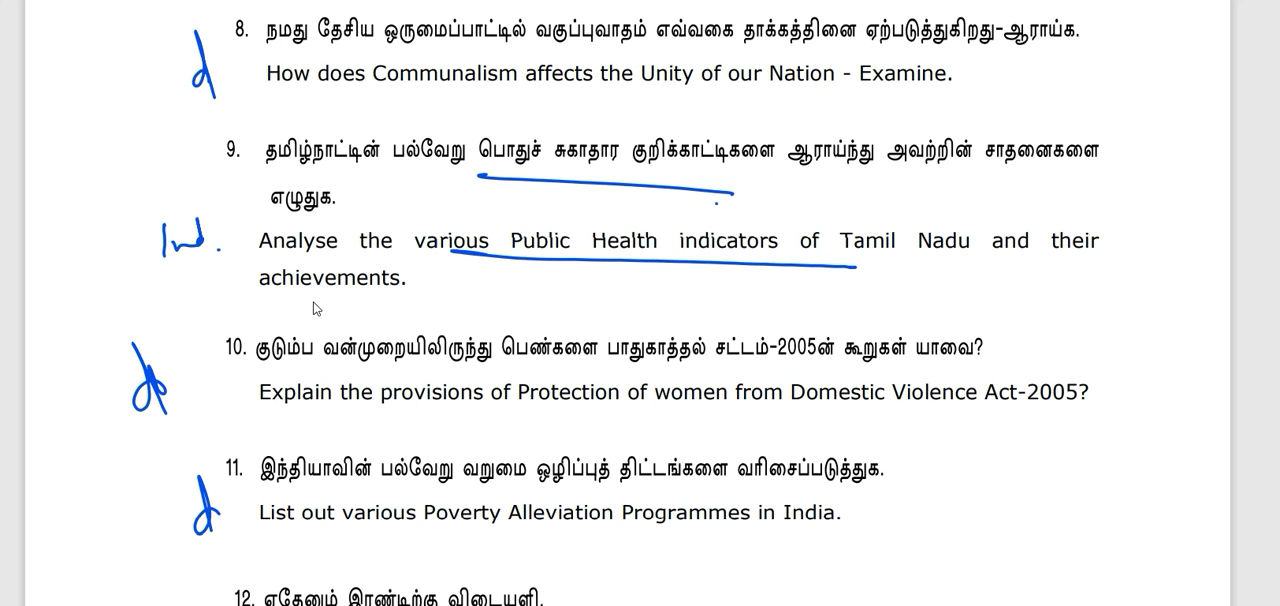 8. நமது தேசிய ஒருமைப்பாட்டில் வகுப்புவாதம் எவ்வகை தாக்கத்தினை ஏற்படுத்துகிறது-ஆராய்க.
How does Communalism affects the Unity of our Nation - Examine.
9. தமிழ்நாட்டின் பல்வேறு பொதுச் சுகாதார குறிக்காட்டிகளை ஆராய்ந்து அவற்றின் சாதனைகளை
எழுதுக.
Analyse the various Public Health indicators of Tamil Nadu and their
achievements.
10. குடும்ப வன்முறையிலிருந்து பெண்களை பாதுகாத்தல் சட்டம்-2005ன் கூறுகள் யாவை?
Explain the provisions of Protection of women from Domestic Violence Act-2005?
11. இந்தியாவின் பல்வேறு வறுமை ஒழிப்புத் திட்டங்களை வரிசைப்படுத்துக.
List out various Poverty Alleviation Programmes in India.
12. ஏதேனும் இரண்டிற்கு விடையளி.